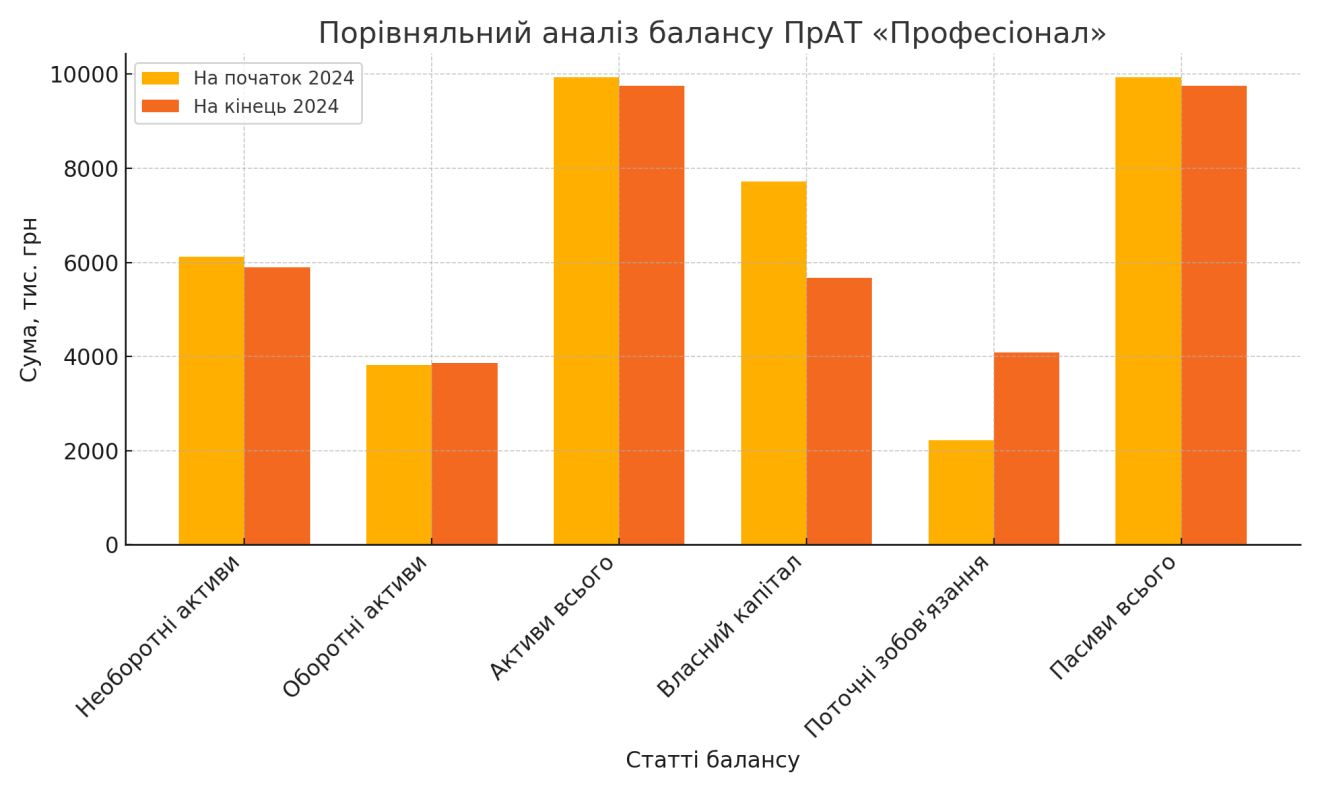 Порівняльний аналіз балансу ПрАТ «Професіонал»
На початок 2024
На кінець 2024
Сума, тис. грн
10000
8000
6000
4000
2000
0
Необоротні активи
Оборотні активи
Активи всього
Власний капітал
Поточні зобов'язання
Пасиви всього
Статті балансу